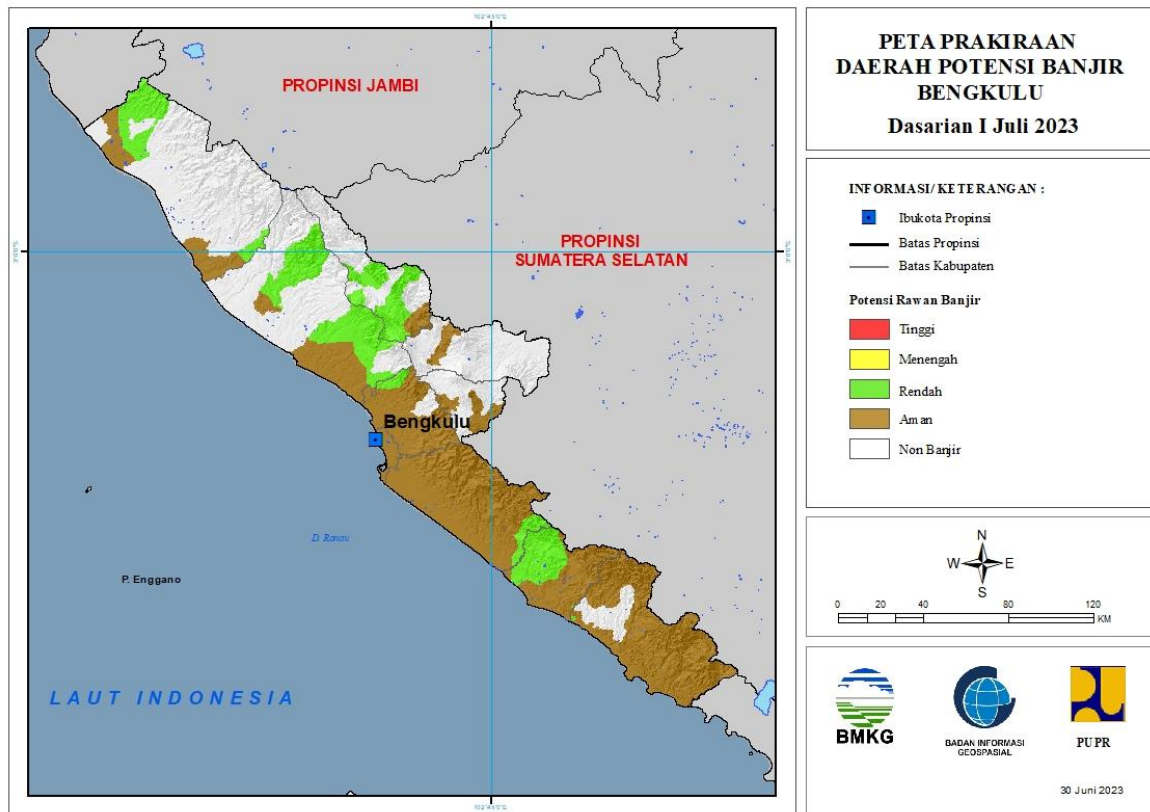 PETA PRAKIRAAN
DAERAH POTENSI BANJIR
BENGKULU
Dasarian I Juli 2023
INFORMASI/ KETERANGAN :
Ibukota Propinsi
Batas Propinsi
Batas Kabupaten
Potensi Rawan Banjir
Tinggi
Menengah
Rendah
Aman
Non Banjir
N
W E
S
0 20 40 80 120
KM
BMKG
BADAN INFORMASI
GEOSPASIAL
PUPR
30 Juni 2023
PROPINSI JAMBI
PROPINSI
SUMATERA SELATAN
Bengkulu
D. Ranau
P. Enggano
LAUT INDONESIA